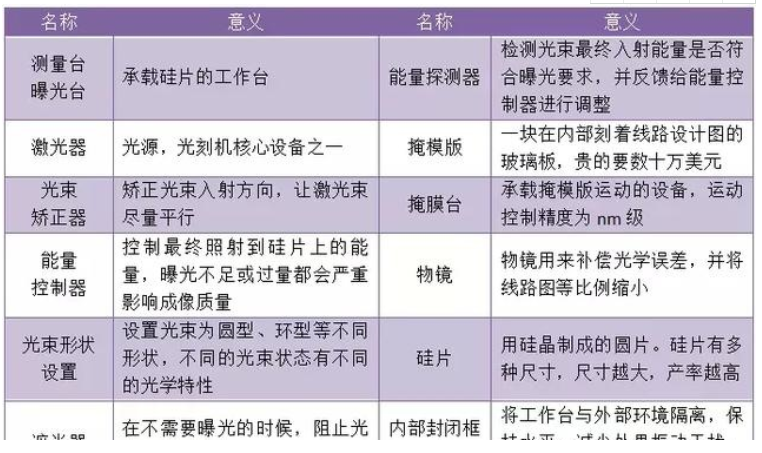 名称 意义 名称 意义
测量台
曝光台
承载硅片的工作台
能量探测器
检测光束最终入射能量是否符
合曝光要求，并反馈给能量控
制器进行调整
激光器
光源，光刻机核心设备之一
掩模版
一块在内部刻着线路设计图的
玻璃板，贵的要数十万美元
光束
矫正器
矫正光束入射方向，让激光束
尽量平行
掩膜台
承载掩模版运动的设备，运动
控制精度为 nm 级
能量
控制器
控制最终照射到硅片上的能
量，曝光不足或过量都会严重
影响成像质量
物镜
物镜用来补偿光学误差，并将
线路图等比例缩小
光束形状
设置
设置光束为圆型、环型等不同
形状，不同的光束状态有不同
的光学特性
硅片
用硅晶制成的圆片。硅片有多
种尺寸，尺寸越大，产率越高
遮光器
在不需要曝光的时候，阻止光
内部封闭框
将工作台与外部环境隔离，保
持水平，减少外界振动干扰